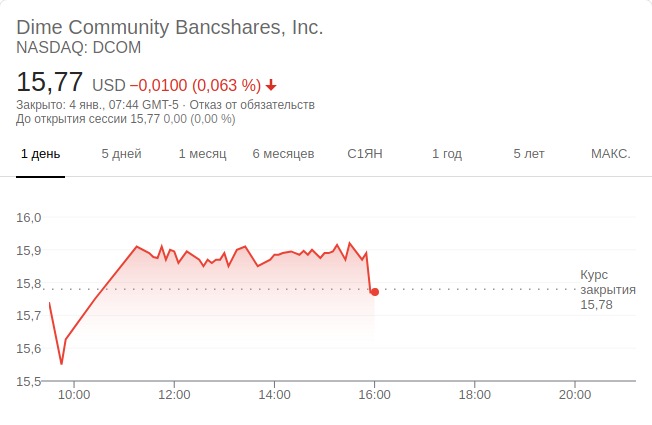 Dime Community Bancshares, Inc.
NASDAQ: DCOM
15,77 USD −0,0100 (0,063 %)
Закрыто: 4 янв., 07:44 GMT-5 · Отказ от обязательств
До открытия сессии 15,77 0,00 (0,00 %)
1 день 5 дней 1 месяц 6 месяцев С1ЯН 1 год 5 лет МАКС.
16,0
15,9
15,8
15,7
15,6
15,5
Курс
закрытия
15,78
10:00 12:00 14:00 16:00 18:00 20:00